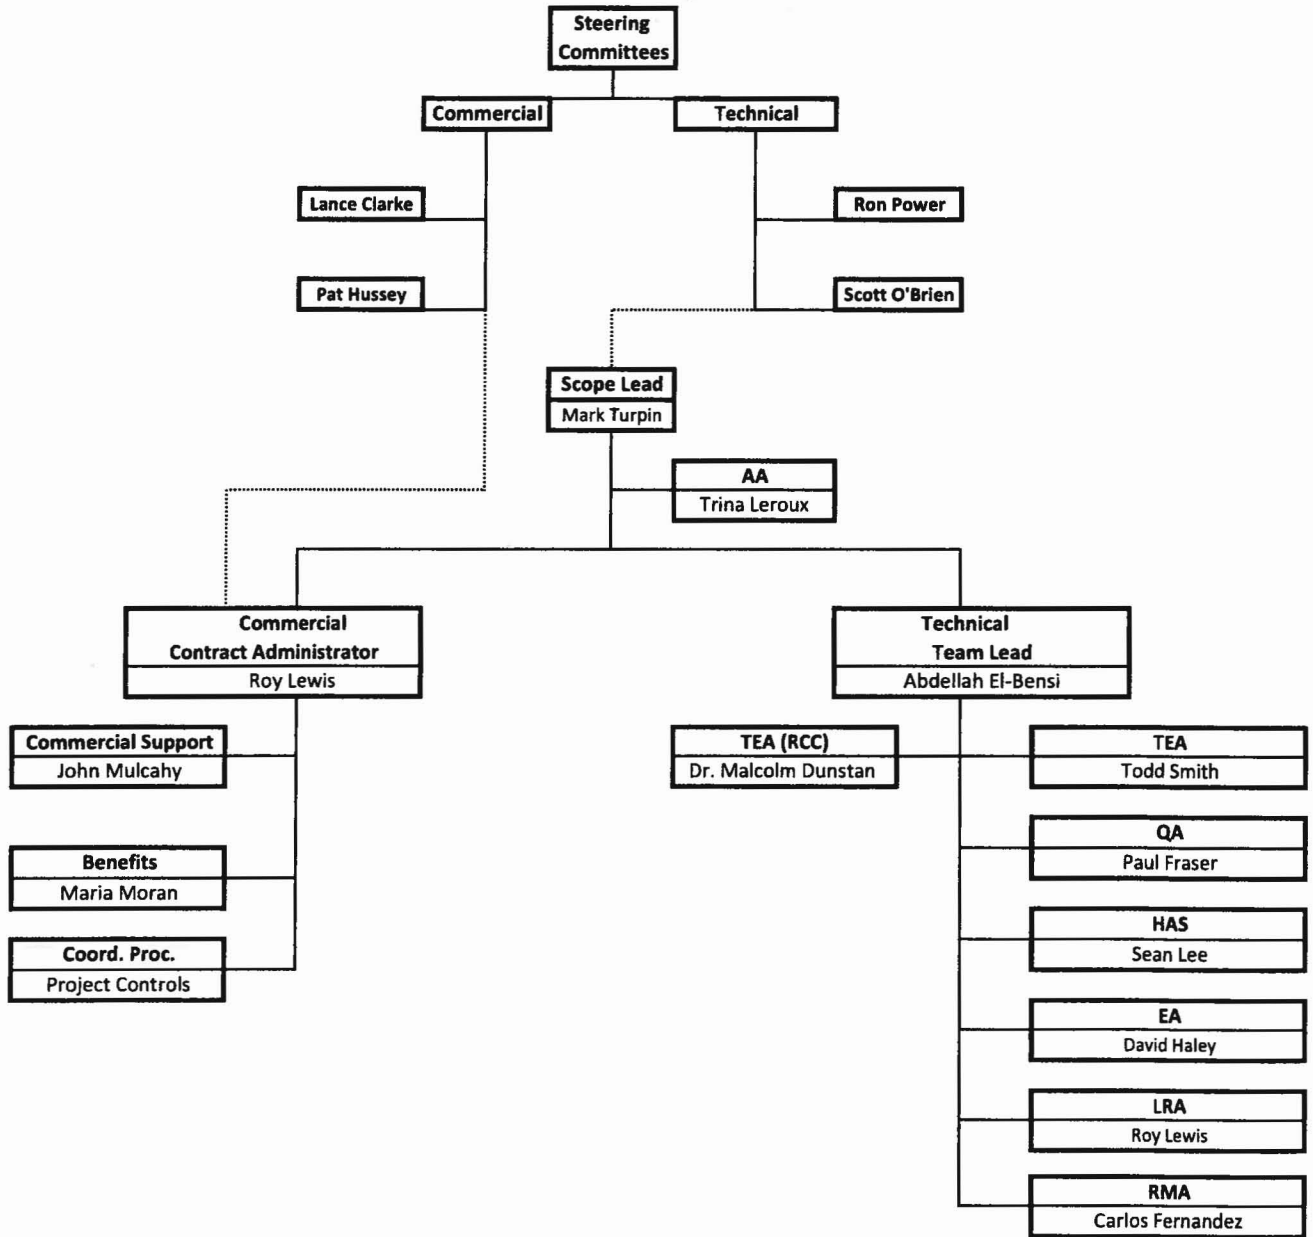 Steering
Committees
Commercial
Technical
Lance Clarke
Ron Power
Pat Hussey
Scott O'Brien
Scope Lead
Mark Turpin
AA
Trina Leroux
Commercial
Contract Administrator
Roy Lewis
Technical
Team Lead
Abdellah El-Bensi
Commercial Support
John Mulcahy
TEA (RCC)
Dr. Malcolm Dunstan
TEA
Todd Smith
QA
Paul Fraser
Benefits
Maria Moran
HAS
Sean Lee
Coord. Proc.
Project Controls
EA
David Haley
LRA
Roy Lewis
RMA
Carlos Fernandez